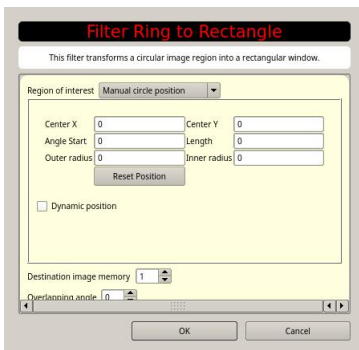 Filter Ring to Rectangle
This filter transforms a circular image region into a rectangular window.
Region of interest Manual circle position
Center X 0 Center Y 0
Angle Start 0 Length 0
Outer radius 0 Inner radius 0
Reset Position
Dynamic position
Destination image memory 1
Overlapping angle 0
OK Cancel